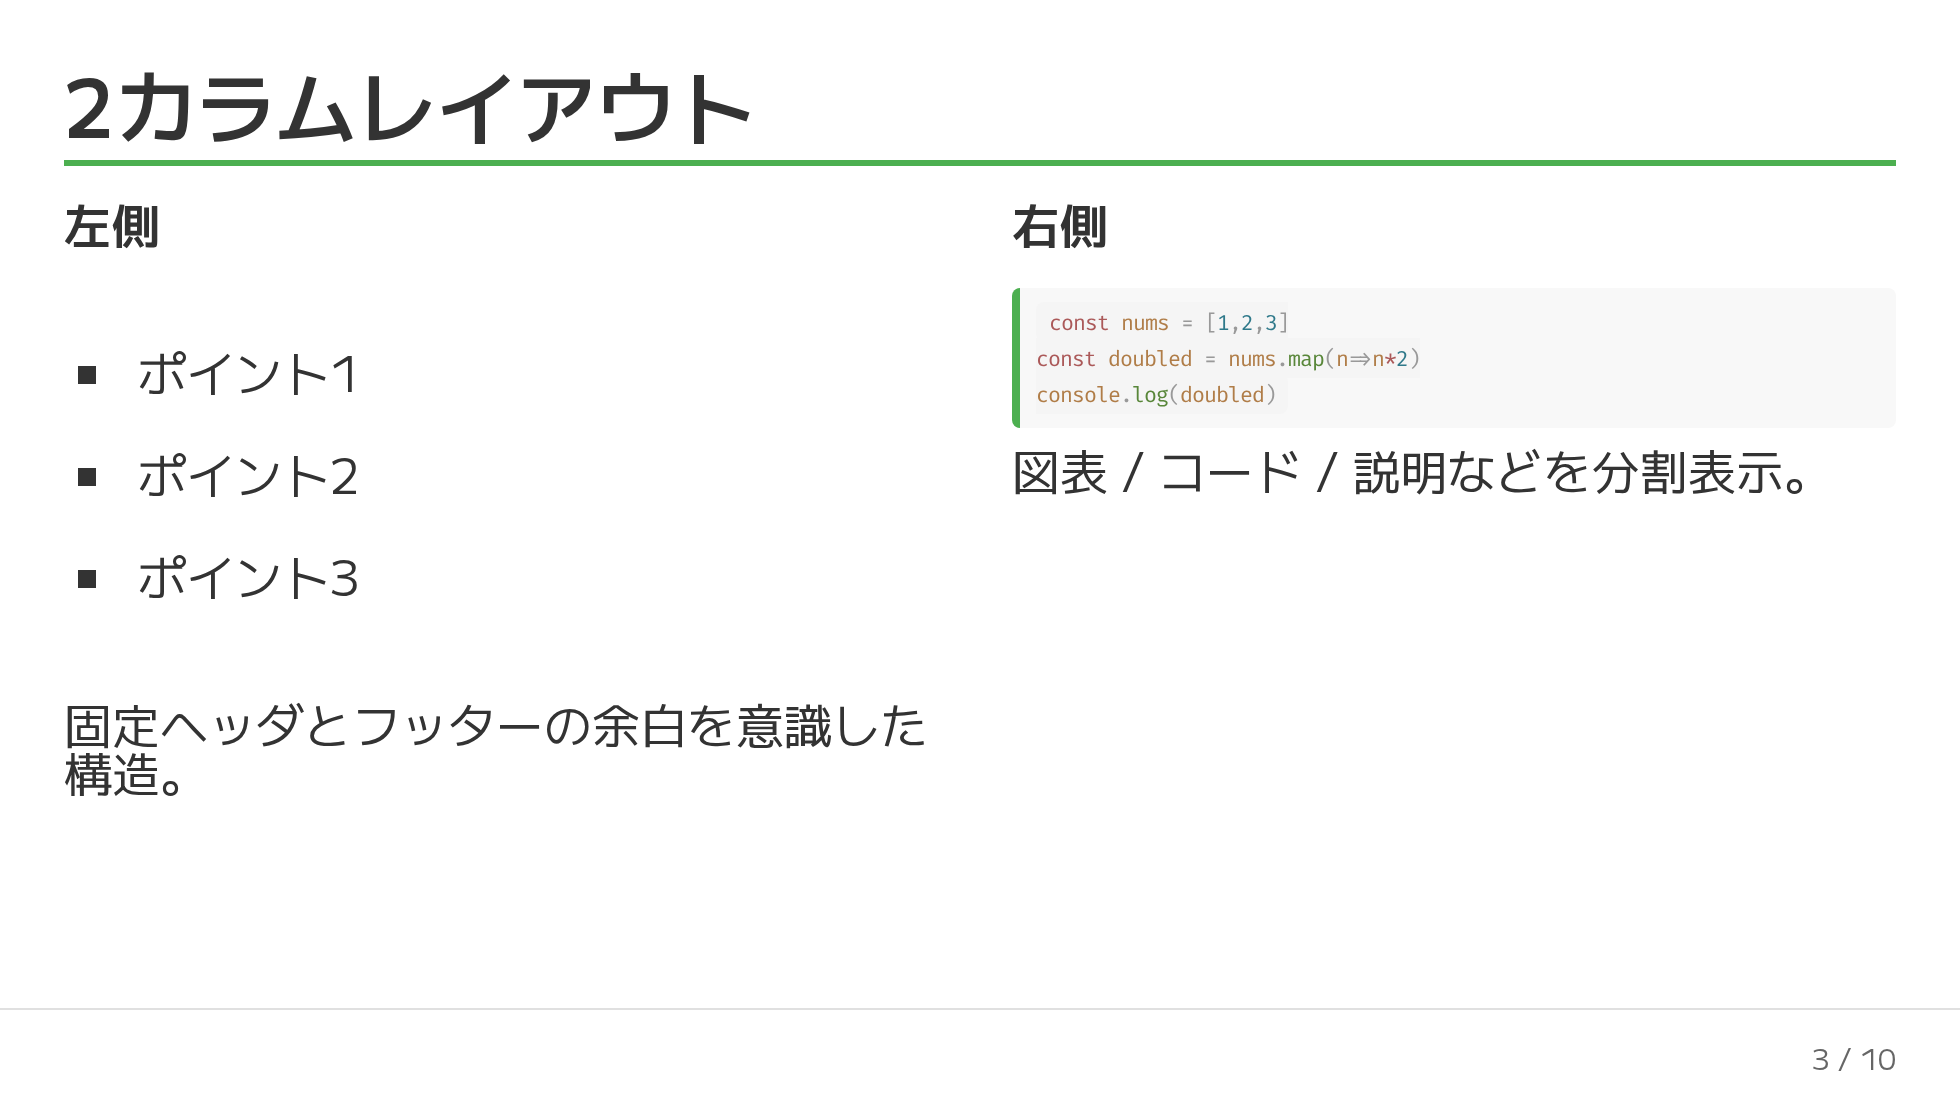 2カラムレイアウト
左側
■ ポイント1
■ ポイント2
■ ポイント3
固定ヘッダとフッターの余白を意識した
構造。
右側
const nums = [1,2,3]
const doubled = nums.map(n=>n*2)
console.log(doubled)
図表 / コード / 説明などを分割表示。
3 / 10